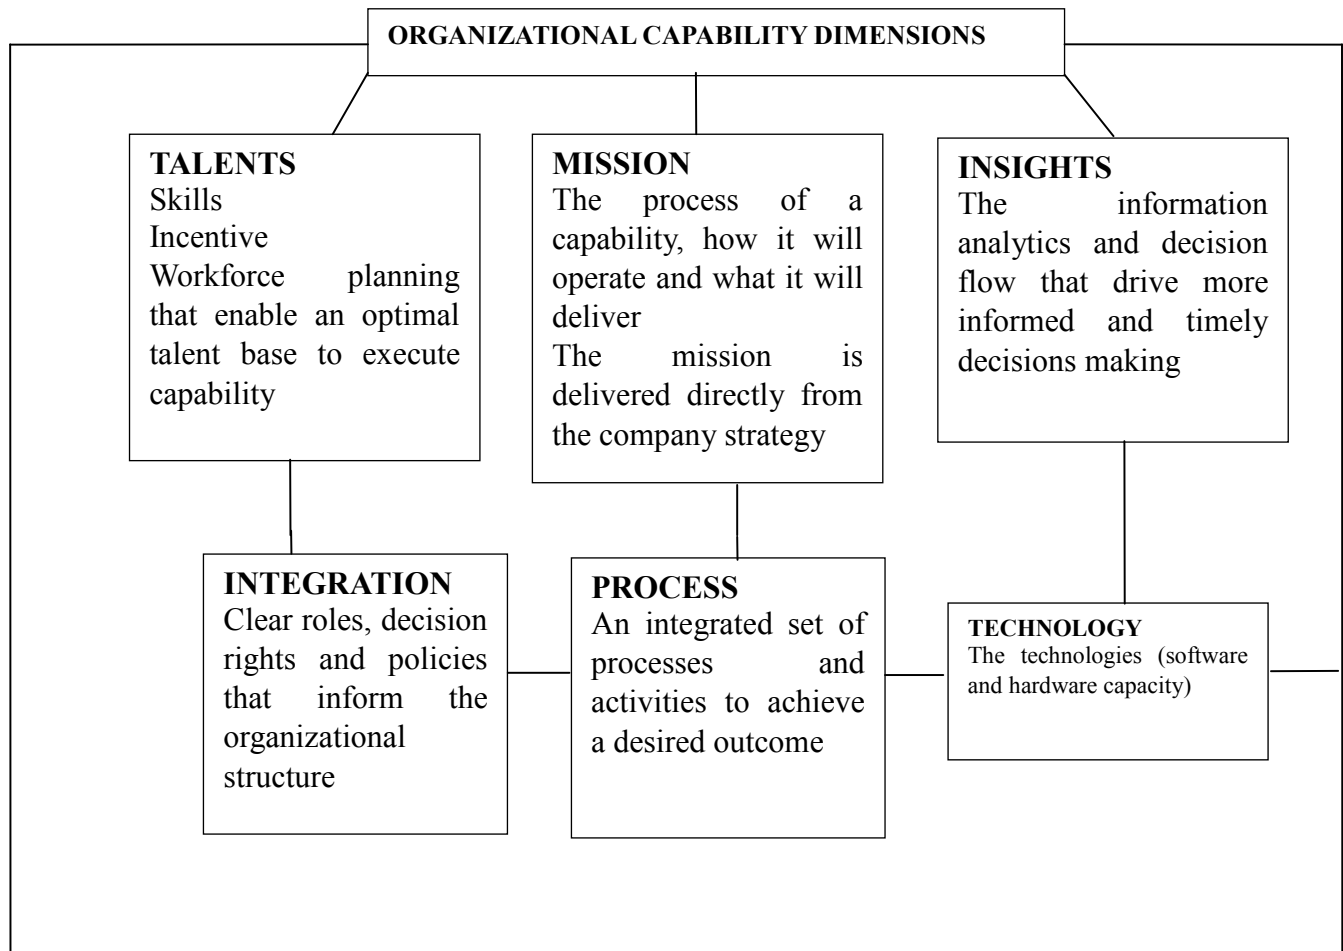 ORGANIZATIONAL CAPABILITY DIMENSIONS
TALENTS
Skills
Incentive
Workforce planning
that enable an optimal
talent base to execute
capability
MISSION
The process of a
capability, how it will
operate and what it will
deliver
The mission is
delivered directly from
the company strategy
INSIGHTS
The information
analytics and decision
flow that drive more
informed and timely
decisions making
INTEGRATION
Clear roles, decision
rights and policies
that inform the
organizational
structure
PROCESS
An integrated set of
processes and
activities to achieve
a desired outcome
TECHNOLOGY
The technologies (software
and hardware capacity)